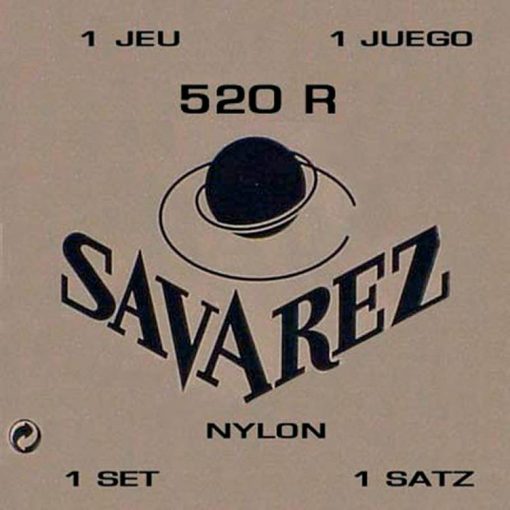 1 JEU 1 JUEGO
520 R
SAVAREZ
NYLON
1 SET 1 SATZ